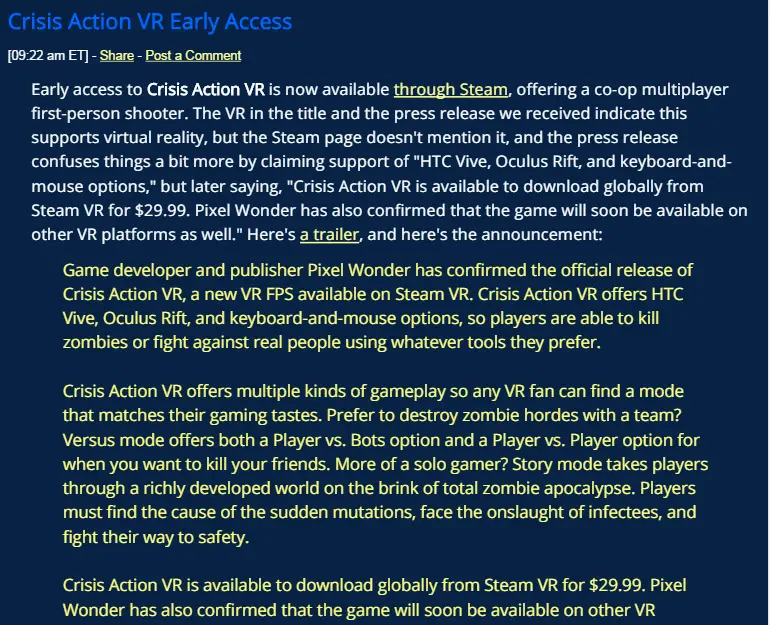 Crisis Action VR Early Access
[09:22 am ET] - Share - Post a Comment
Early access to Crisis Action VR is now available through Steam, offering a co-op multiplayer
first-person shooter. The VR in the title and the press release we received indicate this
supports virtual reality, but the Steam page doesn't mention it, and the press release
confuses things a bit more by claiming support of "HTC Vive, Oculus Rift, and keyboard-and-
mouse options," but later saying, "Crisis Action VR is available to download globally from
Steam VR for $29.99. Pixel Wonder has also confirmed that the game will soon be available on
other VR platforms as well." Here's a trailer, and here's the announcement:
Game developer and publisher Pixel Wonder has confirmed the official release of
Crisis Action VR, a new VR FPS available on Steam VR. Crisis Action VR offers HTC
Vive, Oculus Rift, and keyboard-and-mouse options, so players are able to kill
zombies or fight against real people using whatever tools they prefer.
Crisis Action VR offers multiple kinds of gameplay so any VR fan can find a mode
that matches their gaming tastes. Prefer to destroy zombie hordes with a team?
Versus mode offers both a Player vs. Bots option and a Player vs. Player option for
when you want to kill your friends. More of a solo gamer? Story mode takes players
through a richly developed world on the brink of total zombie apocalypse. Players
must find the cause of the sudden mutations, face the onslaught of infectees, and
fight their way to safety.
Crisis Action VR is available to download globally from Steam VR for $29.99. Pixel
Wonder has also confirmed that the game will soon be available on other VR